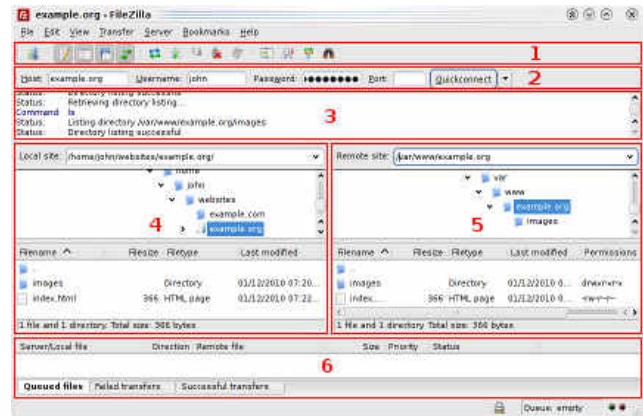 example.org - FileZilla
File Edit View Transfer Server Bookmarks Help
1
Host: example.org Username: john Password: ●●●●●●●● Port: Quickconnect
2
Status: Directory listing successful
Status: Retrieving directory listing...
Command: ls
Status: Listing directory /var/www/example.org/images
Status: Directory listing successful
3
Local site: /home/john/websites/example.org/
home
john
websites
example.com
example.org
4
Filename Filesize Filetype Last modified
..
images Directory 01/12/2010 07:20...
index.html 366 HTML page 01/12/2010 07:22...
1 file and 1 directory. Total size: 366 bytes
Remote site: /var/www/example.org
var
www
example.org
images
5
Filename Filesize Filetype Last modified Permissions
..
images Directory 01/12/2010 0... drwxr-xr-x
index.... 366 HTML page 01/12/2010 0... -rw-r--r--
1 file and 1 directory. Total size: 366 bytes
Server/Local file Direction Remote file Size Priority Status
6
Queued files Failed transfers Successful transfers
Queue: empty